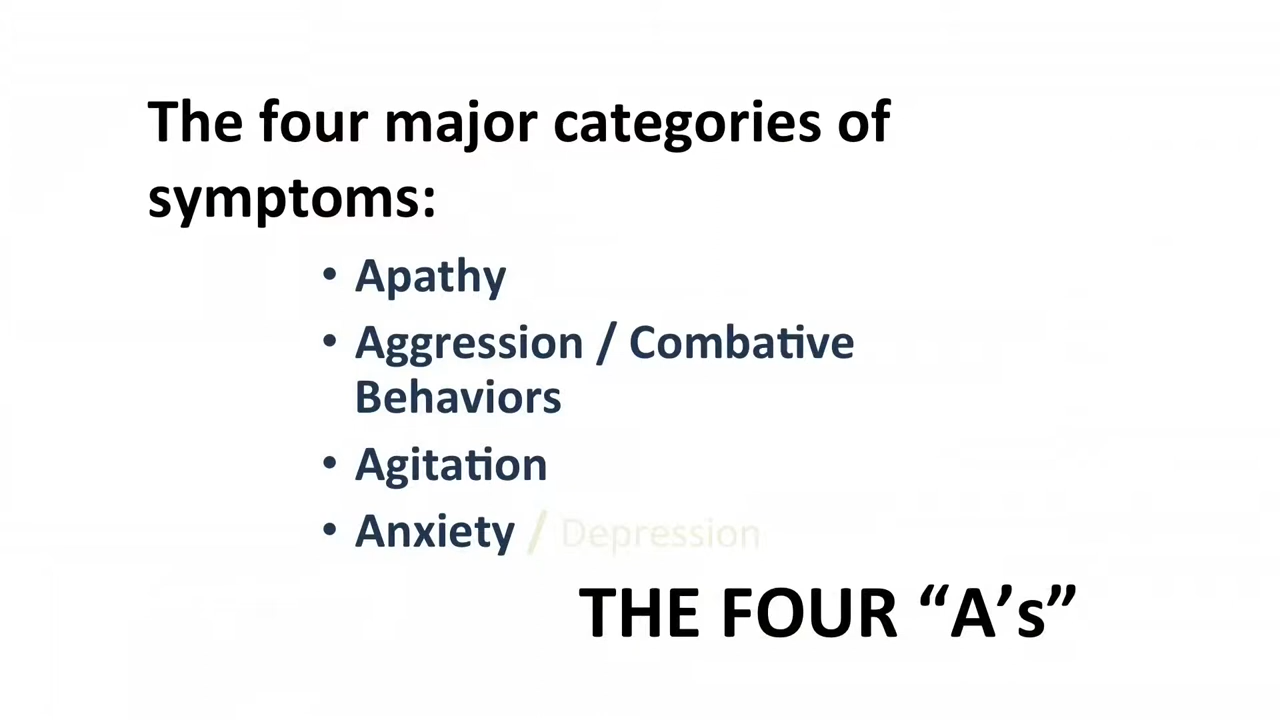 The four major categories of
symptoms:
• Apathy
• Aggression / Combative
Behaviors
• Agitation
• Anxiety / Depression
THE FOUR “A’s”